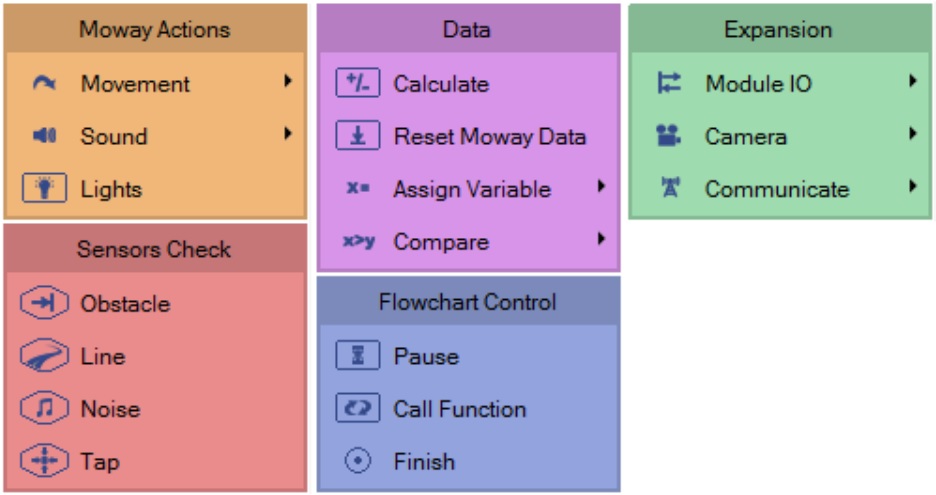 Moway Actions
Movement
Sound
Lights
Sensors Check
Obstacle
Line
Noise
Tap
Data
+/- Calculate
Reset Moway Data
x= Assign Variable
x>y Compare
Flowchart Control
Pause
Call Function
Finish
Expansion
Module IO
Camera
Communicate